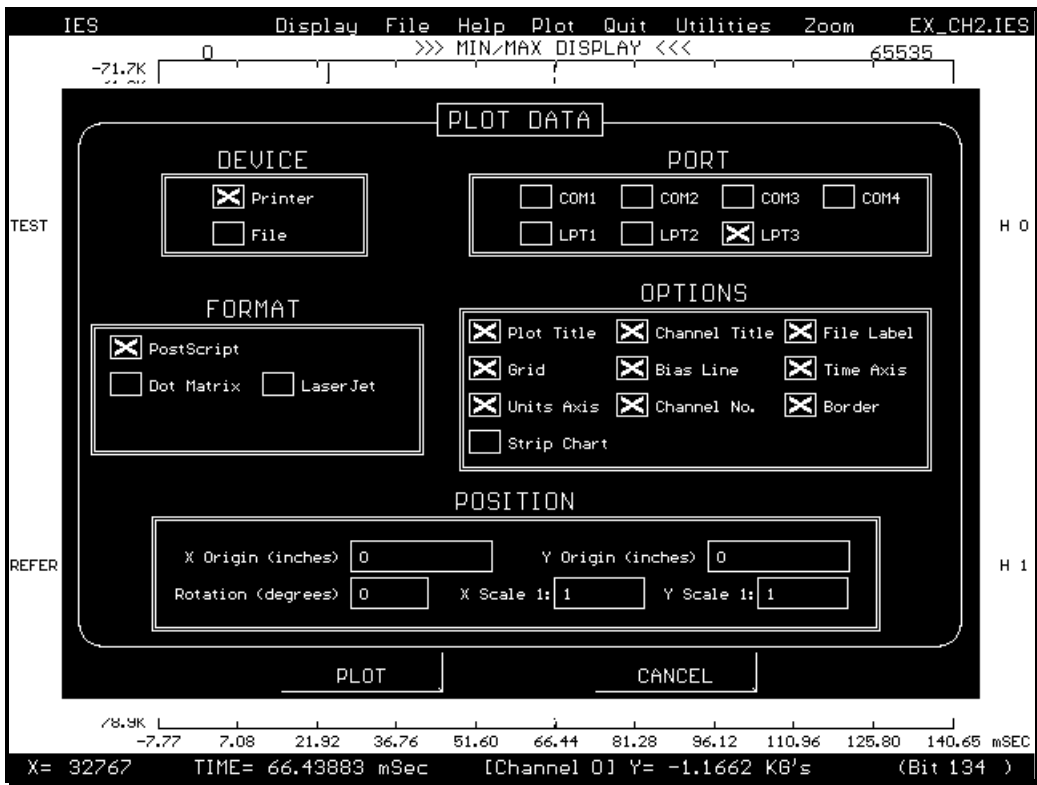 IES Display File Help Plot Quit Utilities Zoom EX_CH2.IES
0 >>> MIN/MAX DISPLAY <<< 65535
-71.7K
PLOT DATA
DEVICE PORT
Printer COM1 COM2 COM3 COM4
TEST File LPT1 LPT2 LPT3 H 0
FORMAT OPTIONS
PostScript Plot Title Channel Title File Label
Dot Matrix LaserJet Grid Bias Line Time Axis
Units Axis Channel No. Border
Strip Chart
POSITION
REFER X Origin (inches) 0 Y Origin (inches) 0 H 1
Rotation (degrees) 0 X Scale 1: 1 Y Scale 1: 1
PLOT CANCEL
78.9K
-7.77 7.08 21.92 36.76 51.60 66.44 81.28 96.12 110.96 125.80 140.65 mSEC
X= 32767 TIME= 66.43883 mSec [Channel 0] Y= -1.1662 KG's (Bit 134 )